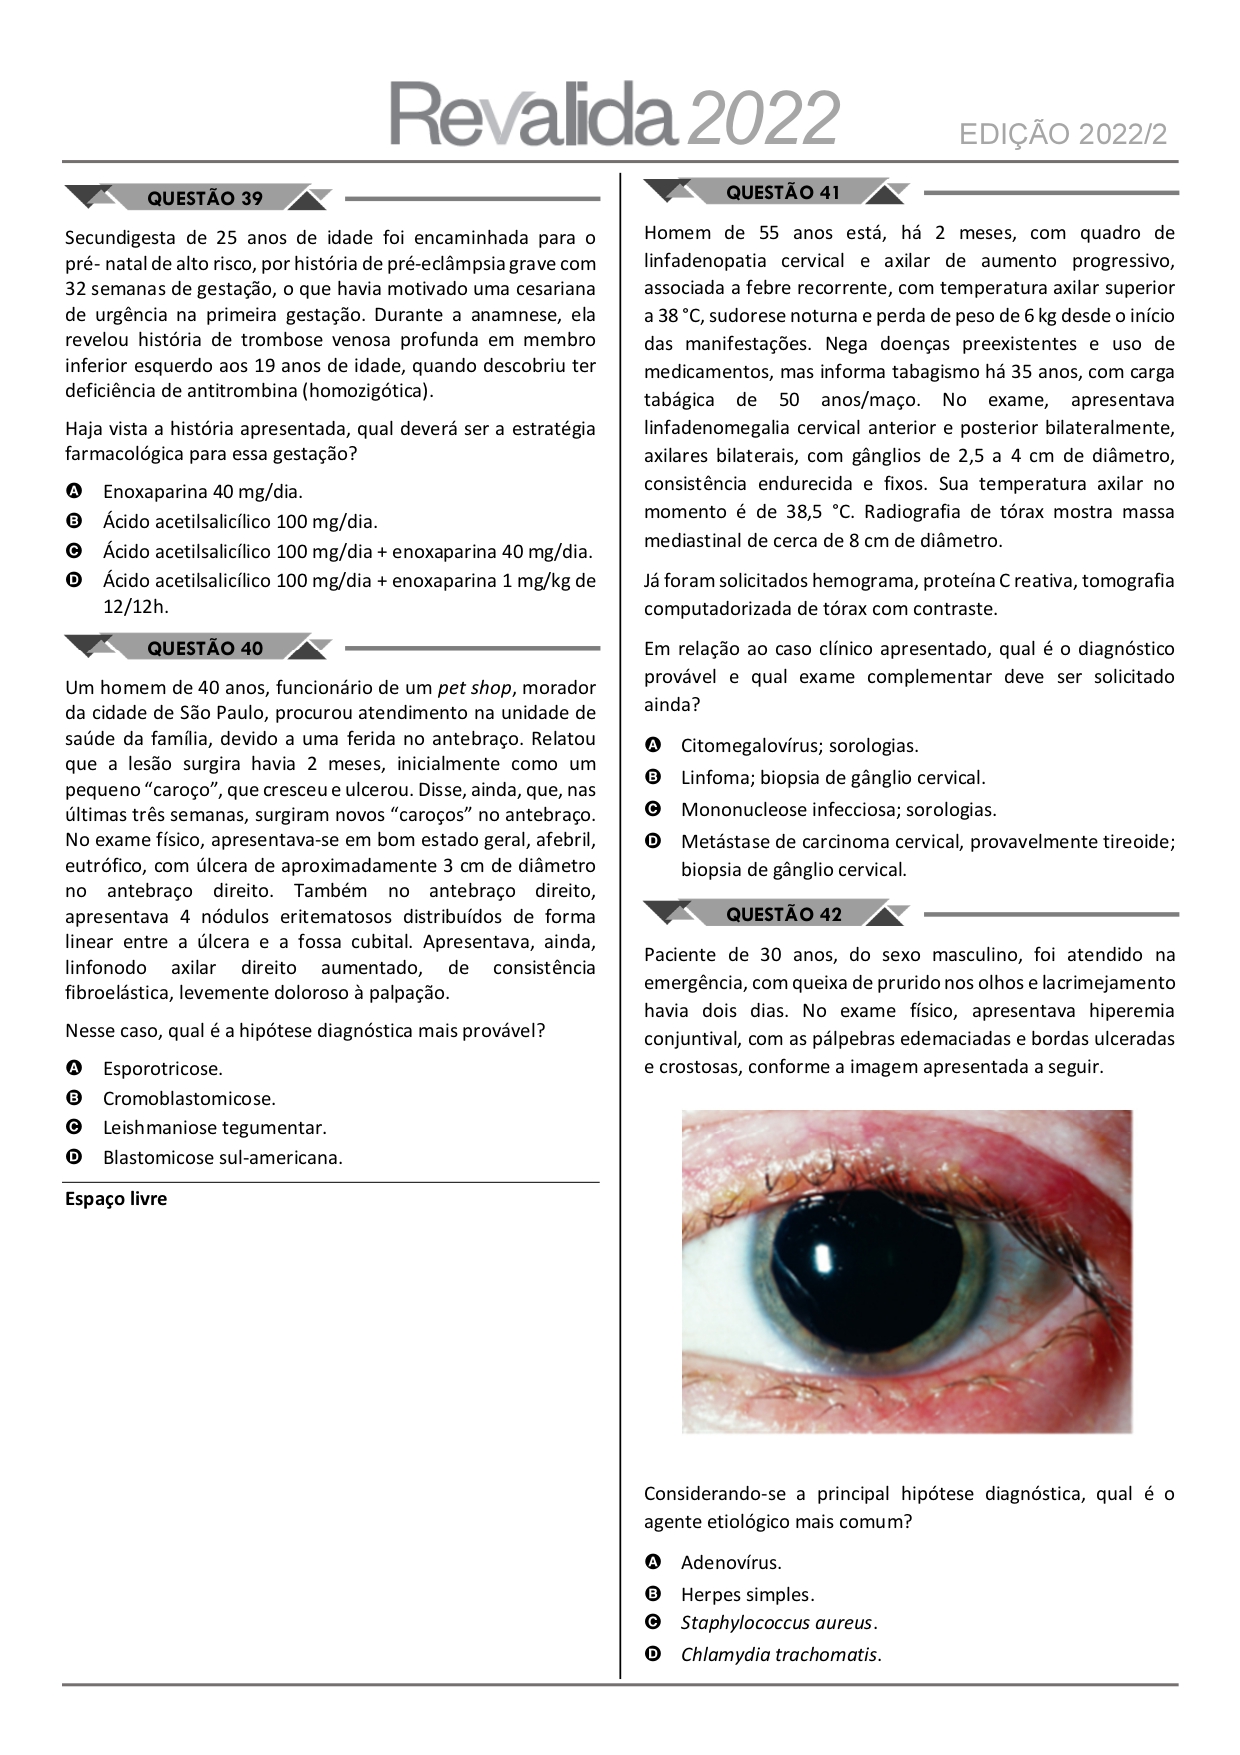 Revalida 2022
EDIÇÃO 2022/2
QUESTÃO 39
Secundigesta de 25 anos de idade foi encaminhada para o
pré- natal de alto risco, por história de pré-eclâmpsia grave com
32 semanas de gestação, o que havia motivado uma cesariana
de urgência na primeira gestação. Durante a anamnese, ela
revelou história de trombose venosa profunda em membro
inferior esquerdo aos 19 anos de idade, quando descobriu ter
deficiência de antitrombina (homozigótica).
Haja vista a história apresentada, qual deverá ser a estratégia
farmacológica para essa gestação?
A Enoxaparina 40 mg/dia.
B Ácido acetilsalicílico 100 mg/dia.
C Ácido acetilsalicílico 100 mg/dia + enoxaparina 40 mg/dia.
D Ácido acetilsalicílico 100 mg/dia + enoxaparina 1 mg/kg de
12/12h.
QUESTÃO 40
Um homem de 40 anos, funcionário de um pet shop, morador
da cidade de São Paulo, procurou atendimento na unidade de
saúde da família, devido a uma ferida no antebraço. Relatou
que a lesão surgira havia 2 meses, inicialmente como um
pequeno “caroço”, que cresceu e ulcerou. Disse, ainda, que, nas
últimas três semanas, surgiram novos “caroços” no antebraço.
No exame físico, apresentava-se em bom estado geral, afebril,
eutrófico, com úlcera de aproximadamente 3 cm de diâmetro
no antebraço direito. Também no antebraço direito,
apresentava 4 nódulos eritematosos distribuídos de forma
linear entre a úlcera e a fossa cubital. Apresentava, ainda,
linfonodo axilar direito aumentado, de consistência
fibroelástica, levemente doloroso à palpação.
Nesse caso, qual é a hipótese diagnóstica mais provável?
A Esporotricose.
B Cromoblastomicose.
C Leishmaniose tegumentar.
D Blastomicose sul-americana.
Espaço livre
QUESTÃO 41
Homem de 55 anos está, há 2 meses, com quadro de
linfadenopatia cervical e axilar de aumento progressivo,
associada a febre recorrente, com temperatura axilar superior
a 38 °C, sudorese noturna e perda de peso de 6 kg desde o início
das manifestações. Nega doenças preexistentes e uso de
medicamentos, mas informa tabagismo há 35 anos, com carga
tabágica de 50 anos/maço. No exame, apresentava
linfadenomegalia cervical anterior e posterior bilateralmente,
axilares bilaterais, com gânglios de 2,5 a 4 cm de diâmetro,
consistência endurecida e fixos. Sua temperatura axilar no
momento é de 38,5 °C. Radiografia de tórax mostra massa
mediastinal de cerca de 8 cm de diâmetro.
Já foram solicitados hemograma, proteína C reativa, tomografia
computadorizada de tórax com contraste.
Em relação ao caso clínico apresentado, qual é o diagnóstico
provável e qual exame complementar deve ser solicitado
ainda?
A Citomegalovírus; sorologias.
B Linfoma; biopsia de gânglio cervical.
C Mononucleose infecciosa; sorologias.
D Metástase de carcinoma cervical, provavelmente tireoide;
biopsia de gânglio cervical.
QUESTÃO 42
Paciente de 30 anos, do sexo masculino, foi atendido na
emergência, com queixa de prurido nos olhos e lacrimejamento
havia dois dias. No exame físico, apresentava hiperemia
conjuntival, com as pálpebras edemaciadas e bordas ulceradas
e crostosas, conforme a imagem apresentada a seguir.
Considerando-se a principal hipótese diagnóstica, qual é o
agente etiológico mais comum?
A Adenovírus.
B Herpes simples.
C Staphylococcus aureus.
D Chlamydia trachomatis.